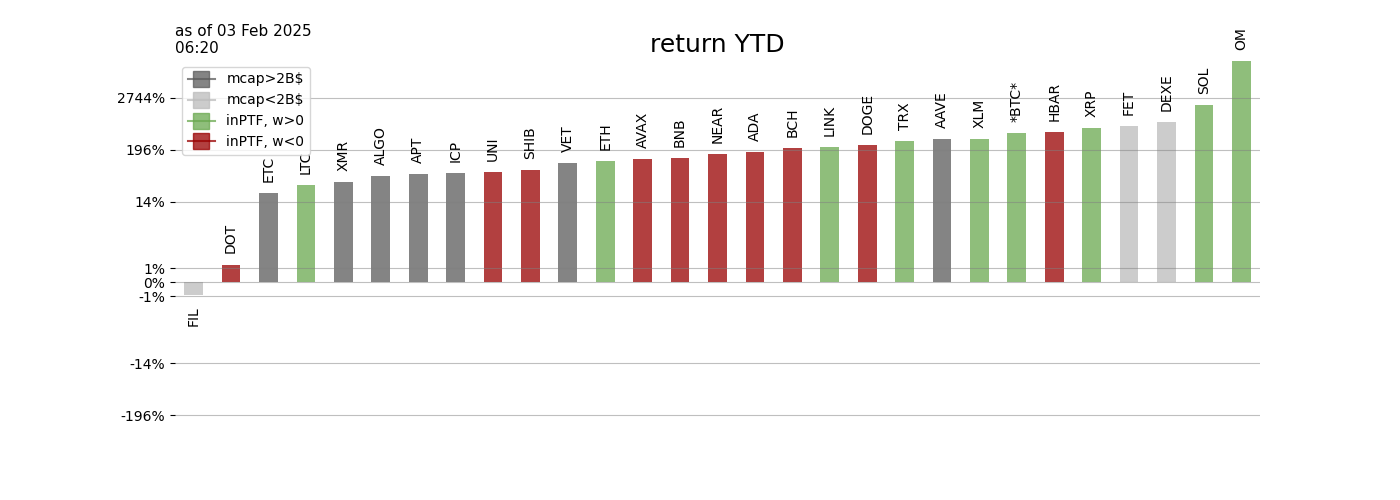 as of 03 Feb 2025
06:20
return YTD
mcap>2B$
mcap<2B$
inPTF, w>0
inPTF, w<0
2744%
196%
14%
1%
0%
-1%
-14%
-196%
FIL
DOT
ETC
LTC
XMR
ALGO
APT
ICP
UNI
SHIB
VET
ETH
AVAX
BNB
NEAR
ADA
BCH
LINK
DOGE
TRX
AAVE
XLM
*BTC*
HBAR
XRP
FET
DEXE
SOL
OM